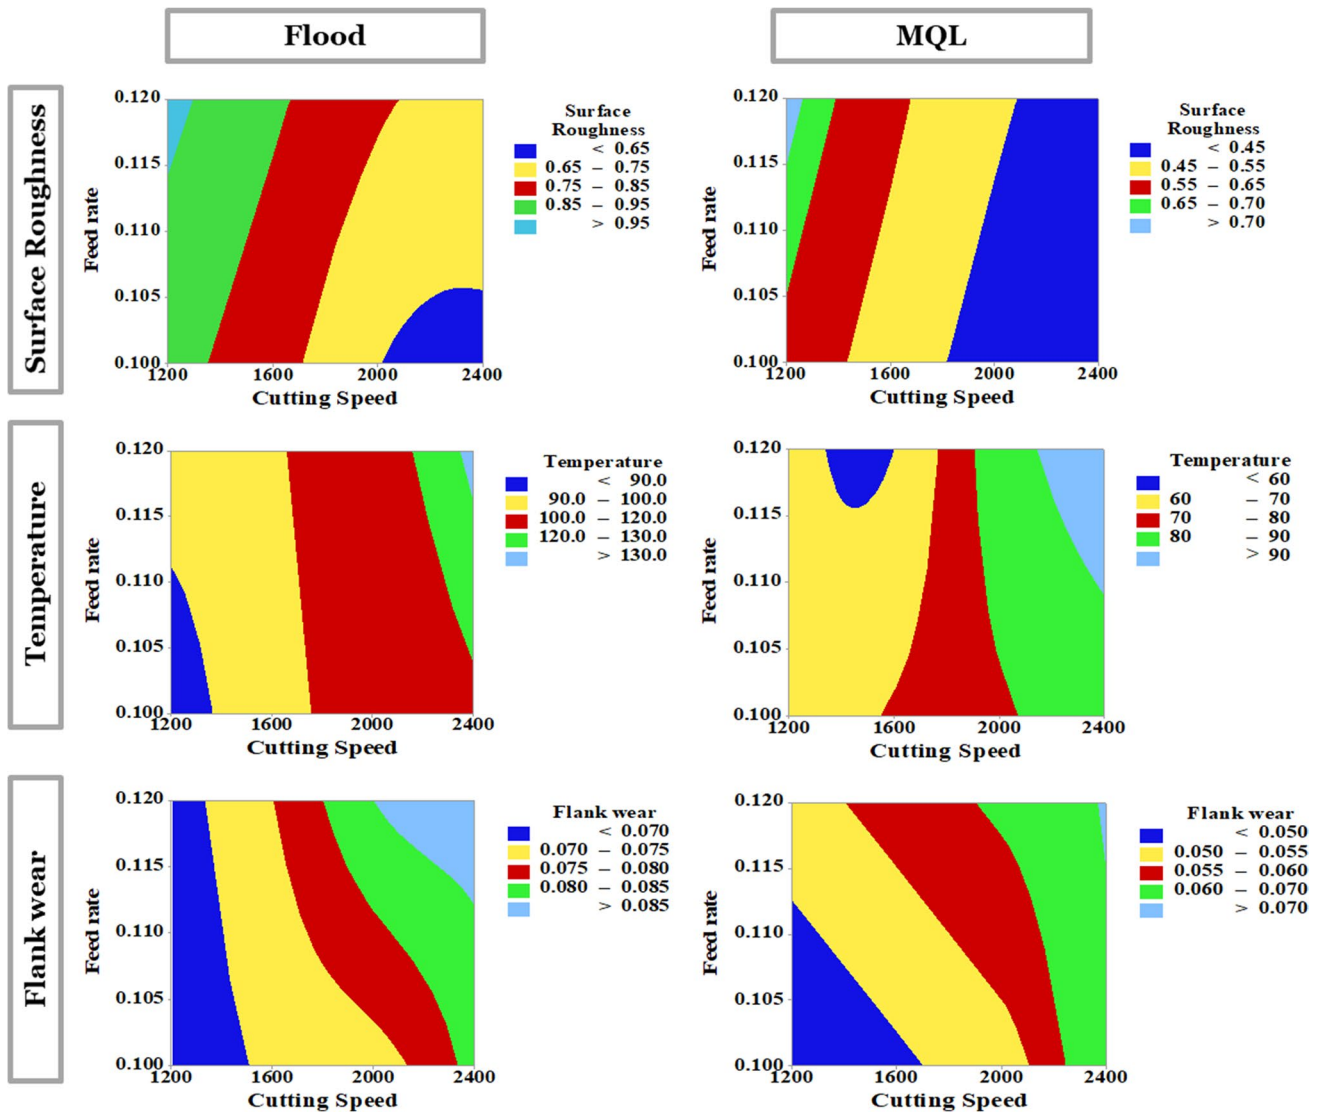 Flood
MQL
Surface Roughness
0.120
0.115
0.110
0.105
0.100
Feed rate
1200 1600 2000 2400
Cutting Speed
Surface
Roughness
< 0.65
0.65 – 0.75
0.75 – 0.85
0.85 – 0.95
> 0.95
0.120
0.115
0.110
0.105
0.100
Feed rate
1200 1600 2000 2400
Cutting Speed
Surface
Roughness
< 0.45
0.45 – 0.55
0.55 – 0.65
0.65 – 0.70
> 0.70
Temperature
0.120
0.115
0.110
0.105
0.100
Feed rate
1200 1600 2000 2400
Cutting Speed
Temperature
< 90.0
90.0 – 100.0
100.0 – 120.0
120.0 – 130.0
> 130.0
0.120
0.115
0.110
0.105
0.100
Feed rate
1200 1600 2000 2400
Cutting Speed
Temperature
< 60
60 – 70
70 – 80
80 – 90
> 90
Flank wear
0.120
0.115
0.110
0.105
0.100
Feed rate
1200 1600 2000 2400
Cutting Speed
Flank wear
< 0.070
0.070 – 0.075
0.075 – 0.080
0.080 – 0.085
> 0.085
0.120
0.115
0.110
0.105
0.100
Feed rate
1200 1600 2000 2400
Cutting Speed
Flank wear
< 0.050
0.050 – 0.055
0.055 – 0.060
0.060 – 0.070
> 0.070